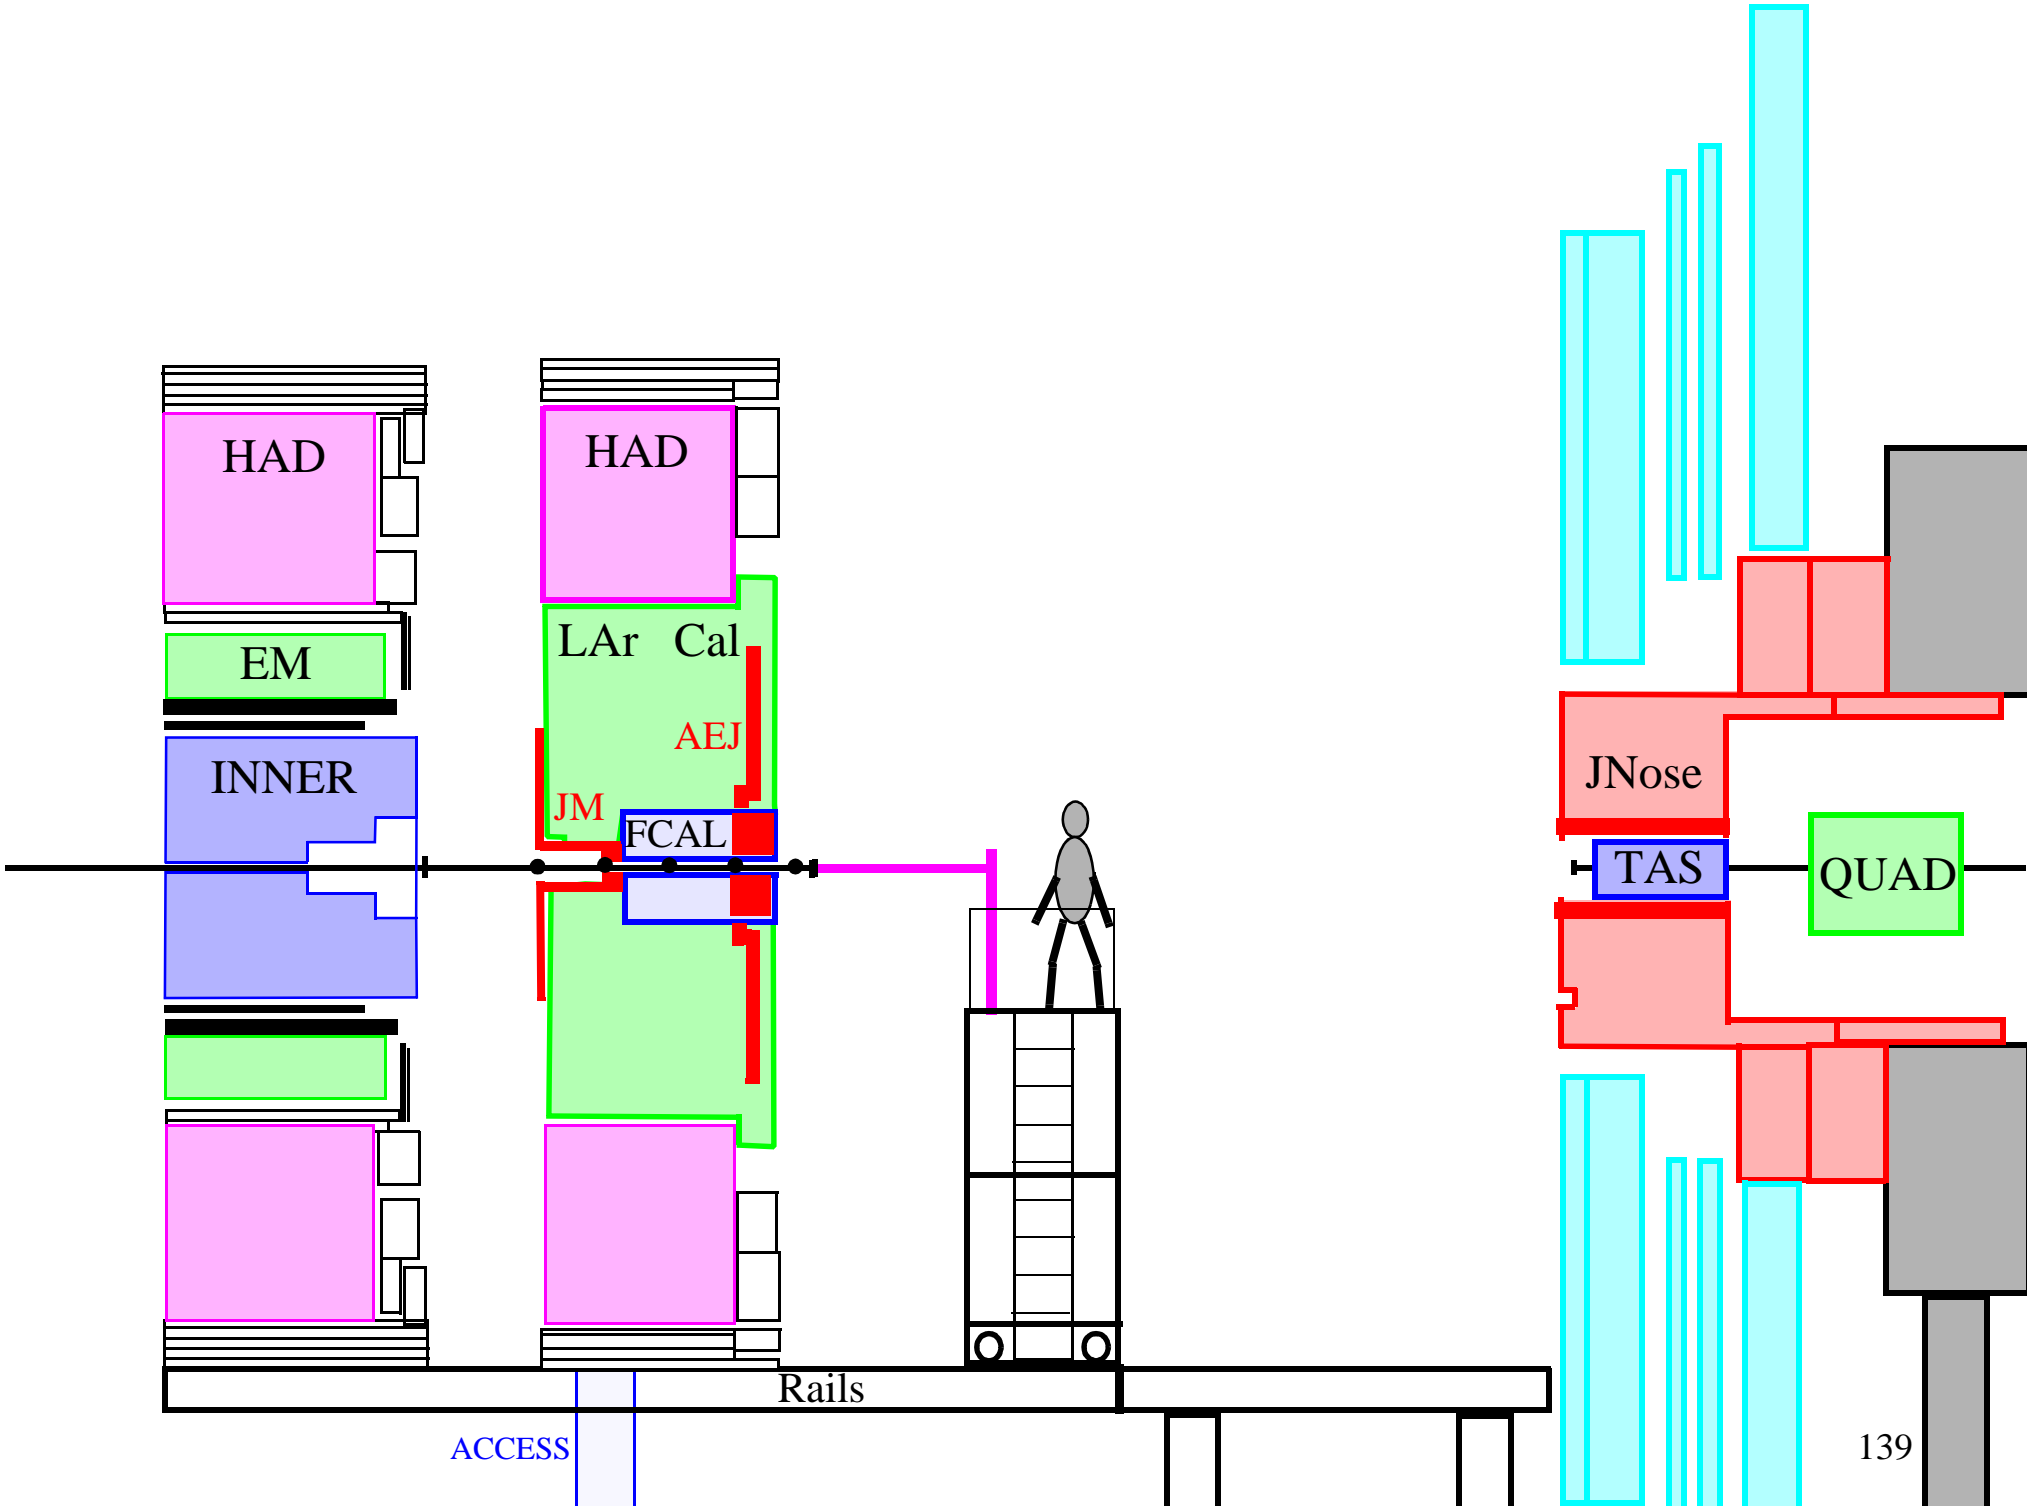 HAD
HAD
LAr Cal
EM
AEJ
INNER
JNose
JM
FCAL
TAS
QUAD
Rails
ACCESS
139